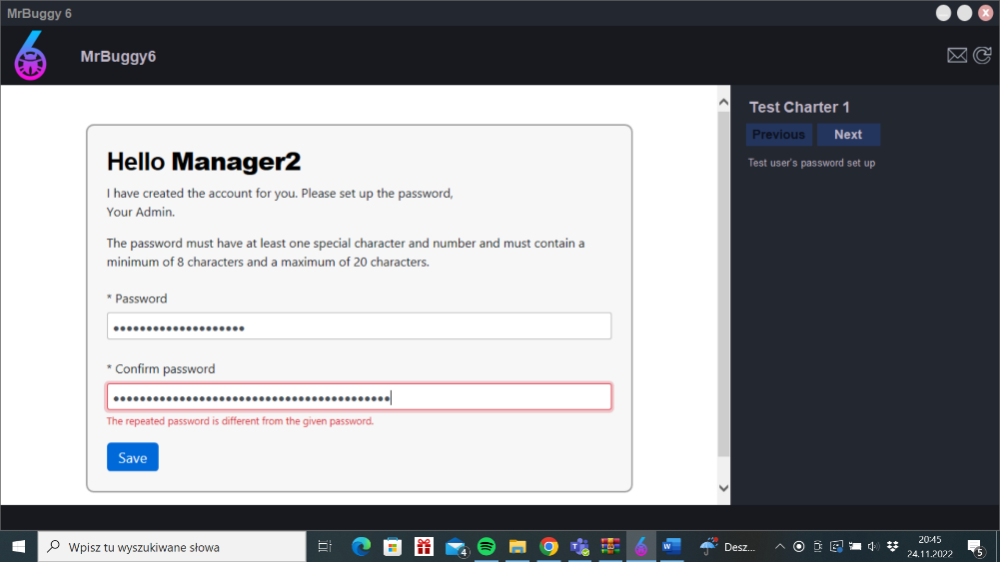 MrBuggy 6
MrBuggy6
Test Charter 1
Previous Next
Test user's password set up
Hello Manager2
I have created the account for you. Please set up the password,
Your Admin.
The password must have at least one special character and number and must contain a
minimum of 8 characters and a maximum of 20 characters.
* Password
* Confirm password
The repeated password is different from the given password.
Save
Wpisz tu wyszukiwane słowa
4
Desz...
20:45
24.11.2022
5